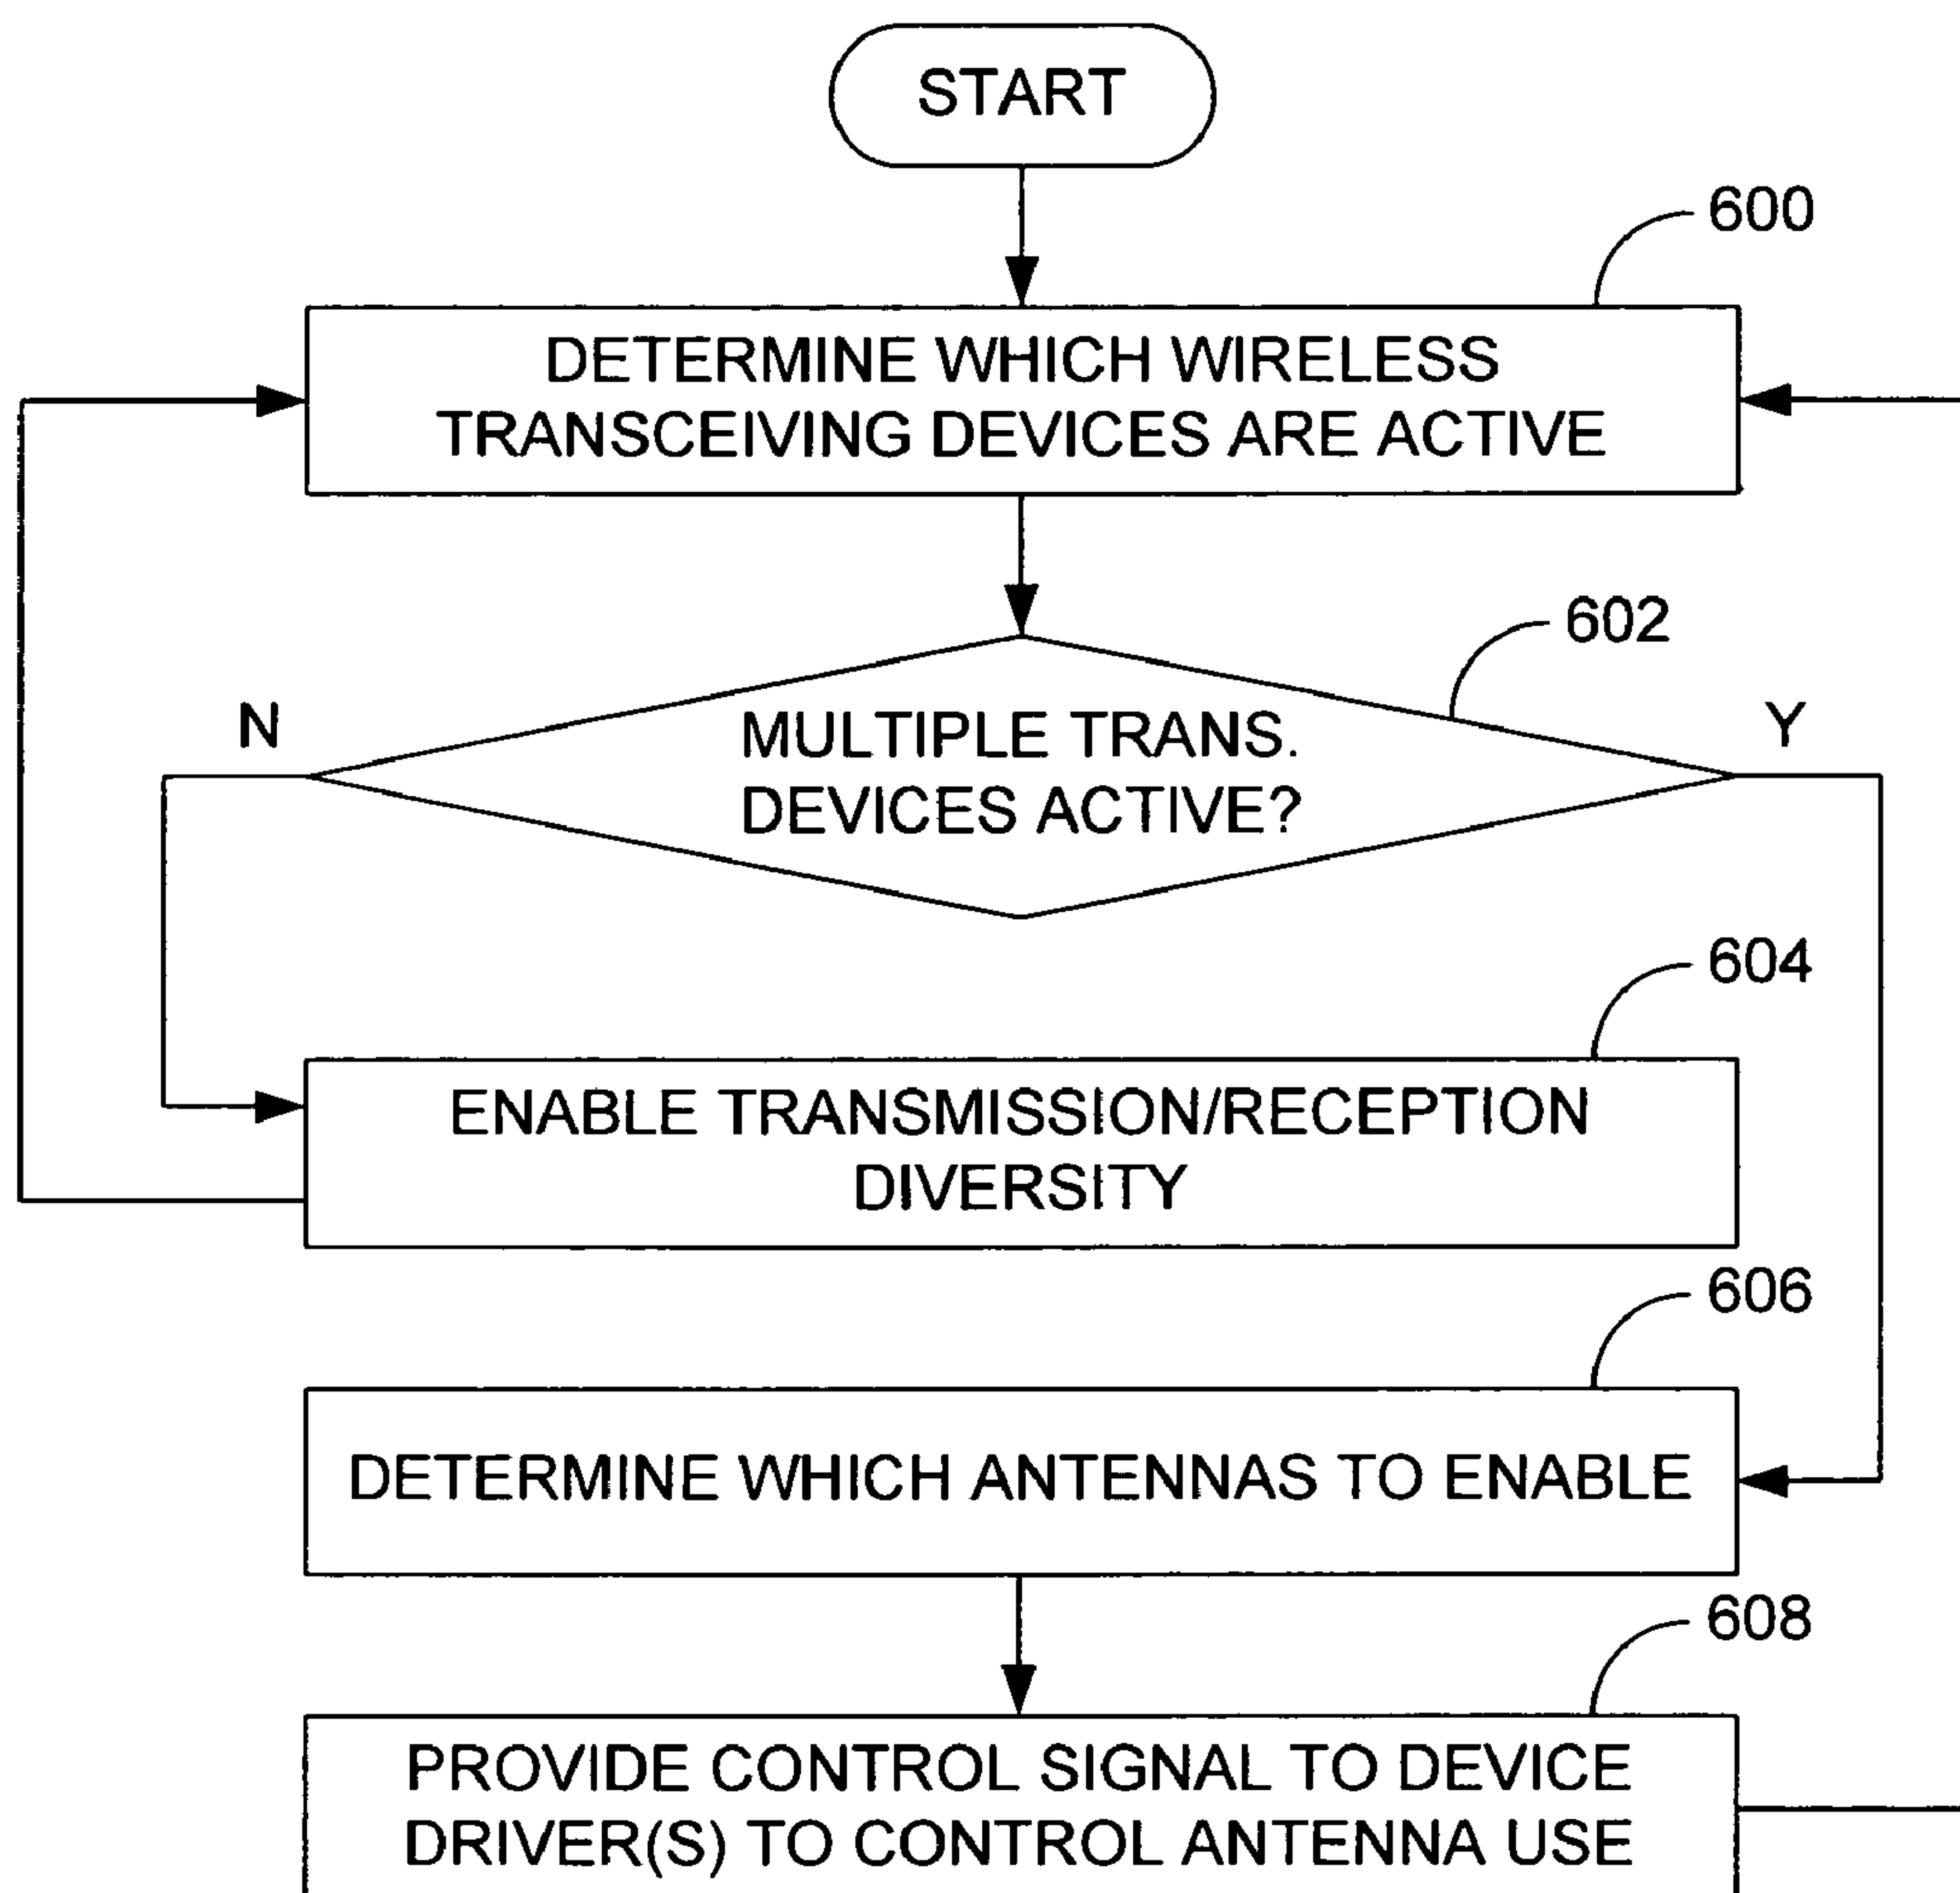 START
600
DETERMINE WHICH WIRELESS
TRANSCEIVING DEVICES ARE ACTIVE
602
N
Y
MULTIPLE TRANS.
DEVICES ACTIVE?
604
ENABLE TRANSMISSION/RECEPTION
DIVERSITY
606
DETERMINE WHICH ANTENNAS TO ENABLE
608
PROVIDE CONTROL SIGNAL TO DEVICE
DRIVER(S) TO CONTROL ANTENNA USE